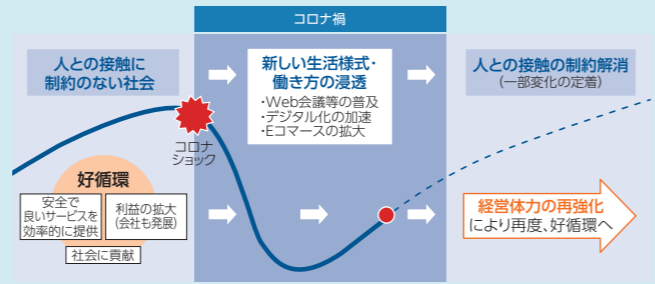 コロナ禍
人との接触に
制約のない社会
新しい生活様式・
働き方の浸透
・Web会議等の普及
・デジタル化の加速
・Eコマースの拡大
人との接触の制約解消
(一部変化の定着)
コロナ
ショック
好循環
安全で
良いサービスを
効率的に提供
利益の拡大
(会社も発展)
社会に貢献
経営体力の再強化
により再度、好循環へ